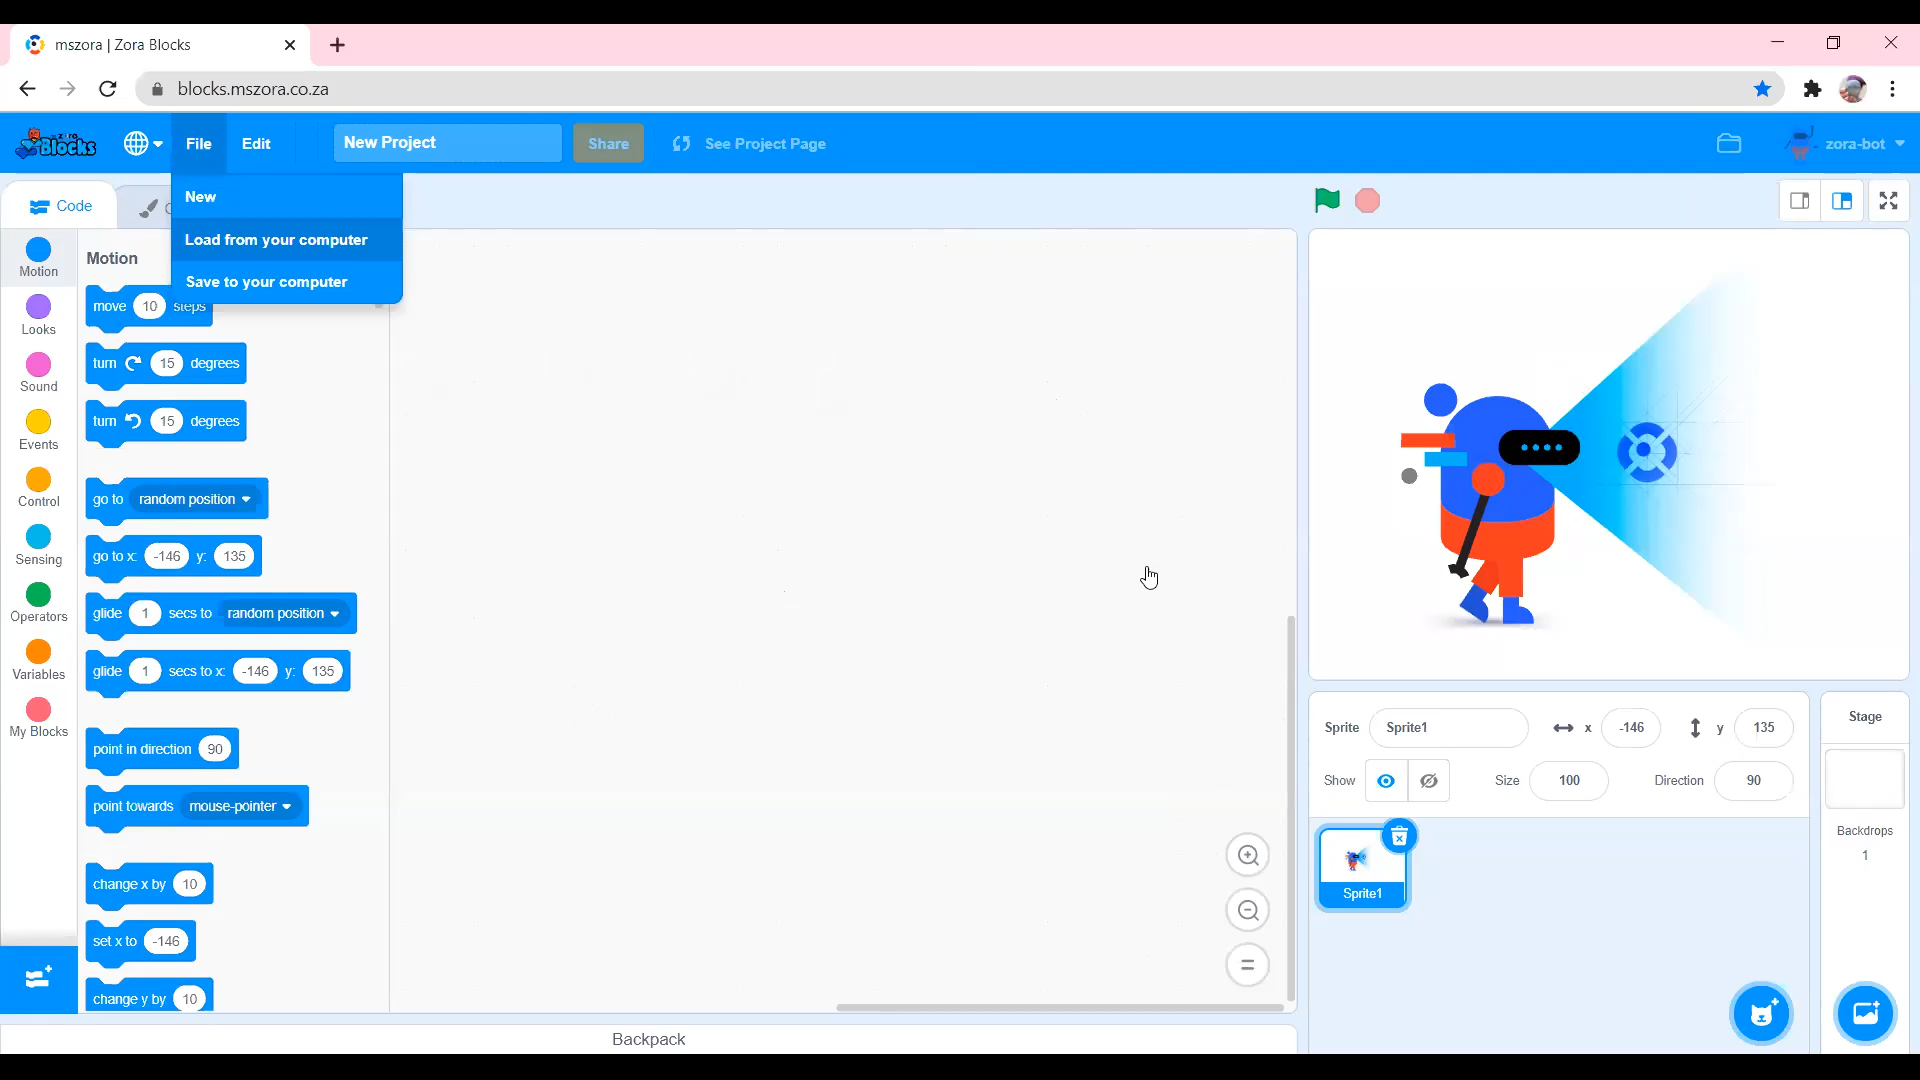 mszora | Zora Blocks
blocks.mszora.co.za
Blocks
File
Edit
New Project
Share
See Project Page
zora-bot
Code
New
Load from your computer
Save to your computer
Motion
Looks
Sound
Events
Control
Sensing
Operators
Variables
My Blocks
Motion
move 10 steps
turn 15 degrees
turn 15 degrees
go to random position
go to x: -146 y: 135
glide 1 secs to random position
glide 1 secs to x: -146 y: 135
point in direction 90
point towards mouse-pointer
change x by 10
set x to -146
change y by 10
Backpack
Sprite Sprite1 x -146 y 135
Show Size 100 Direction 90
Sprite1
Stage
Backdrops
1